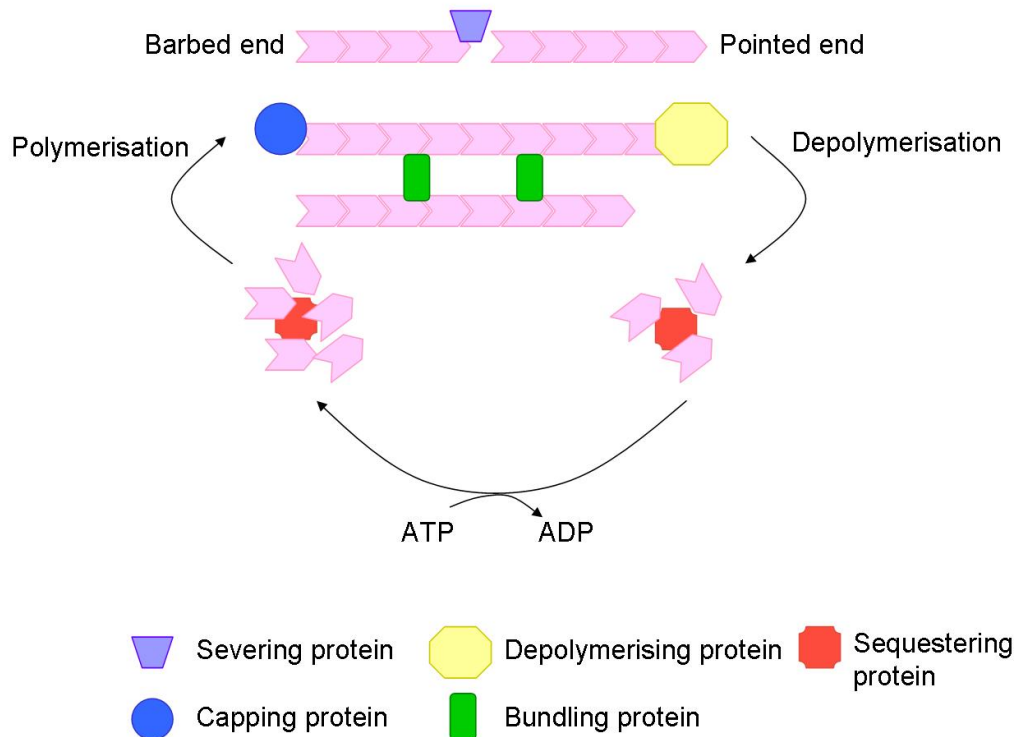 Barbed end
Pointed end
Polymerisation
Depolymerisation
ATP
ADP
Severing protein
Depolymerising protein
Sequestering
protein
Capping protein
Bundling protein